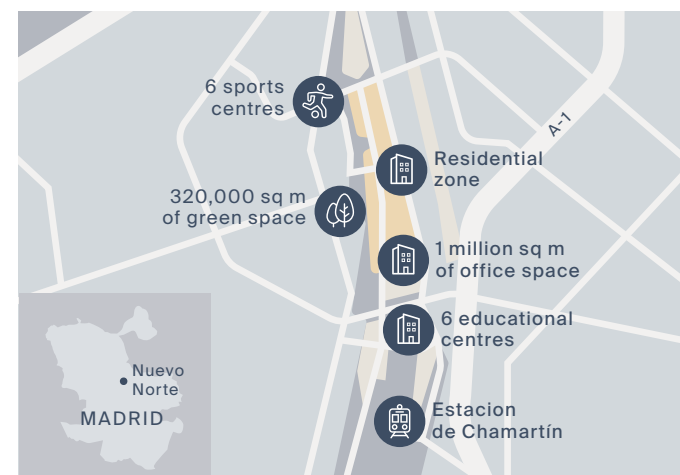 6 sports
centres
A-1
Residential
zone
320,000 sq m
of green space
1 million sq m
of office space
6 educational
centres
Nuevo
Norte
MADRID
Estacion
de Chamartín